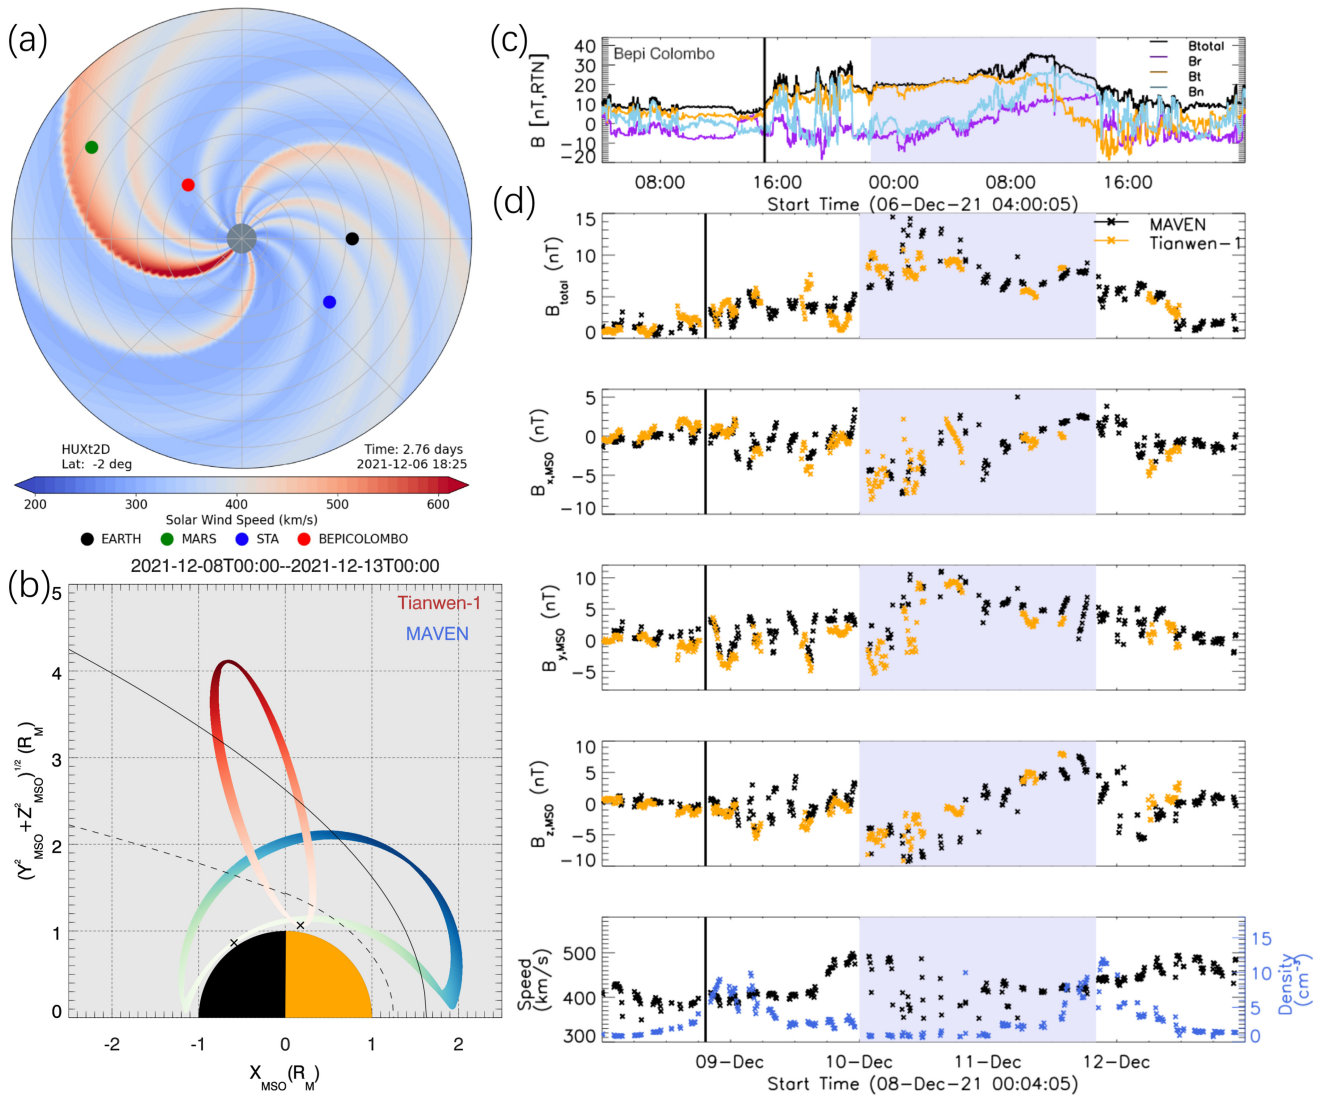 (a)
HUXt2D
Lat: -2 deg
Time: 2.76 days
2021-12-06 18:25
200 300 400 500 600
Solar Wind Speed (km/s)
EARTH MARS STA BEPICOLOMBO
(b)
2021-12-08T00:00--2021-12-13T00:00
Tianwen-1
MAVEN
5
4
3
2
1
0
(Y²MSO+Z²MSO)¹/²(RM)
-2 -1 0 1 2
XMSO(RM)
(c)
Bepi Colombo
Btotal
Br
Bt
Bn
B [nT,RTN]
40
30
20
10
0
-10
-20
08:00 16:00 00:00 08:00 16:00
Start Time (06-Dec-21 04:00:05)
(d)
MAVEN
Tianwen-1
Btotal (nT)
15
10
5
0
Bx,MSO (nT)
5
0
-5
-10
By,MSO (nT)
10
5
0
-5
Bz,MSO (nT)
10
5
0
-5
-10
Speed
(km/s)
500
400
300
15
10
5
0
Density
(cm⁻³)
09-Dec 10-Dec 11-Dec 12-Dec
Start Time (08-Dec-21 00:04:05)